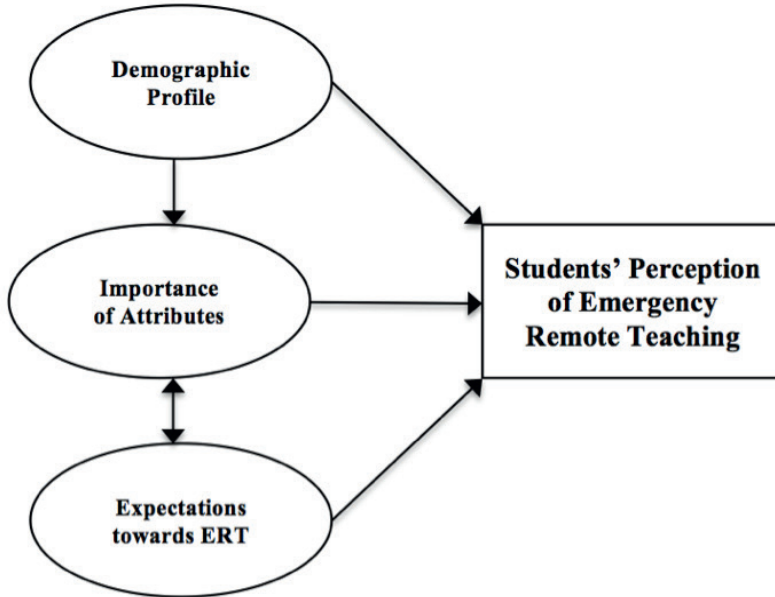 Demographic
Profile
Importance
of Attributes
Students’ Perception
of Emergency
Remote Teaching
Expectations
towards ERT